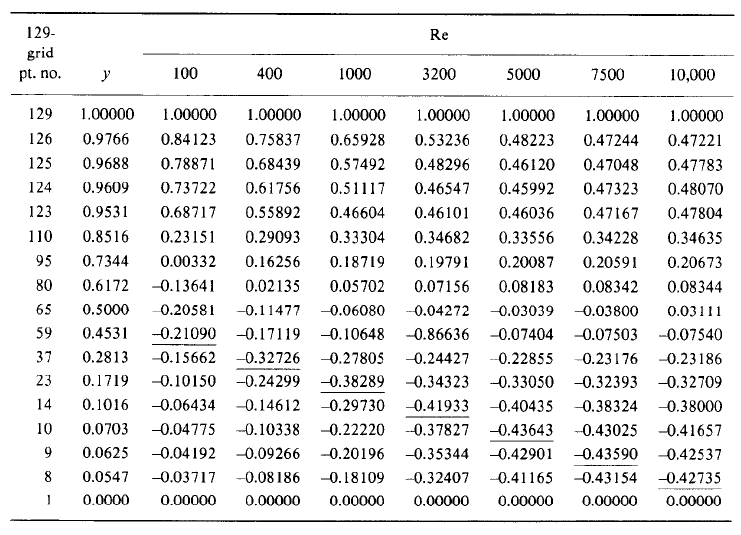 129-
grid Re
pt. no. y 100 400 1000 3200 5000 7500 10,000
129 1.00000 1.00000 1.00000 1.00000 1.00000 1.00000 1.00000 1.00000
126 0.9766 0.84123 0.75837 0.65928 0.53236 0.48223 0.47244 0.47221
125 0.9688 0.78871 0.68439 0.57492 0.48296 0.46120 0.47048 0.47783
124 0.9609 0.73722 0.61756 0.51117 0.46547 0.45992 0.47323 0.48070
123 0.9531 0.68717 0.55892 0.46604 0.46101 0.46036 0.47167 0.47804
110 0.8516 0.23151 0.29093 0.33304 0.34682 0.33556 0.34228 0.34635
95 0.7344 0.00332 0.16256 0.18719 0.19791 0.20087 0.20591 0.20673
80 0.6172 –0.13641 0.02135 0.05702 0.07156 0.08183 0.08342 0.08344
65 0.5000 –0.20581 –0.11477 –0.06080 –0.04272 –0.03039 –0.03800 0.03111
59 0.4531 –0.21090 –0.17119 –0.10648 –0.86636 –0.07404 –0.07503 –0.07540
37 0.2813 –0.15662 –0.32726 –0.27805 –0.24427 –0.22855 –0.23176 –0.23186
23 0.1719 –0.10150 –0.24299 –0.38289 –0.34323 –0.33050 –0.32393 –0.32709
14 0.1016 –0.06434 –0.14612 –0.29730 –0.41933 –0.40435 –0.38324 –0.38000
10 0.0703 –0.04775 –0.10338 –0.22220 –0.37827 –0.43643 –0.43025 –0.41657
9 0.0625 –0.04192 –0.09266 –0.20196 –0.35344 –0.42901 –0.43590 –0.42537
8 0.0547 –0.03717 –0.08186 –0.18109 –0.32407 –0.41165 –0.43154 –0.42735
1 0.0000 0.00000 0.00000 0.00000 0.00000 0.00000 0.00000 0.00000